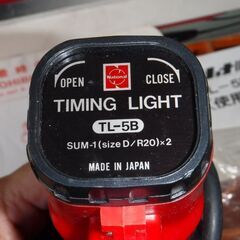 National
OPEN CLOSE
TIMING LIGHT
TL-5B
SUM-1(size D/R20)×2
MADE IN JAPAN